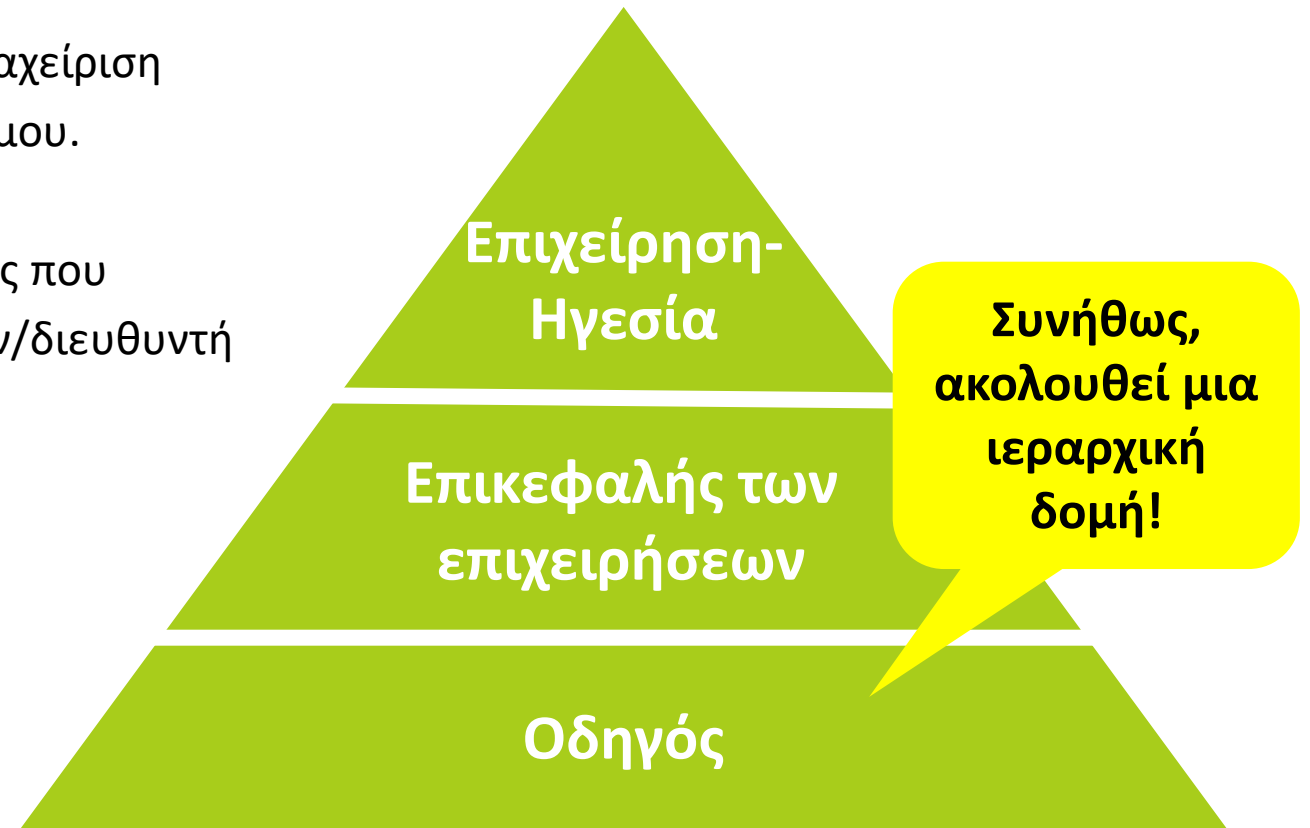 αχείριση
μου.
ς που
ν/διευθυντή
Επιχείρηση-
Ηγεσία
Συνήθως,
ακολουθεί μια
ιεραρχική
δομή!
Επικεφαλής των
επιχειρήσεων
Οδηγός